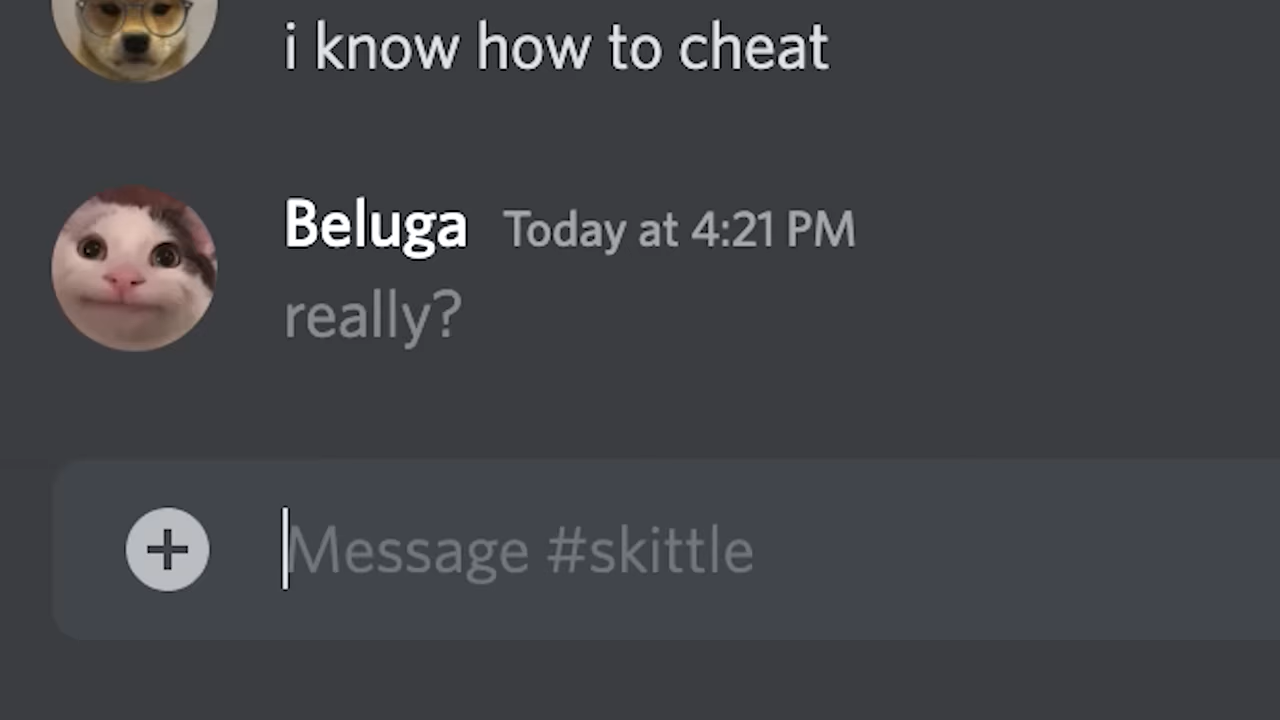 i know how to cheat
Beluga Today at 4:21 PM
really?
Message #skittle